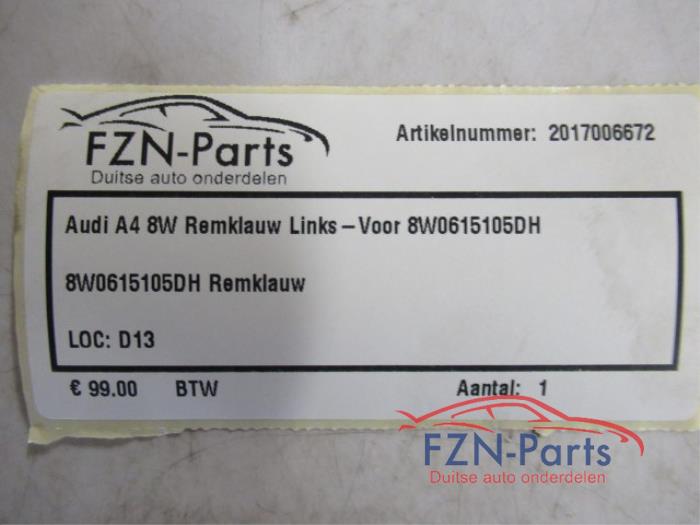 FZN-Parts
Duitse auto onderdelen
Artikelnummer: 2017006672
Audi A4 8W Remklauw Links – Voor 8W0615105DH
8W0615105DH Remklauw
LOC: D13
€ 99.00 BTW Aantal: 1
FZN-Parts
Duitse auto onderdelen